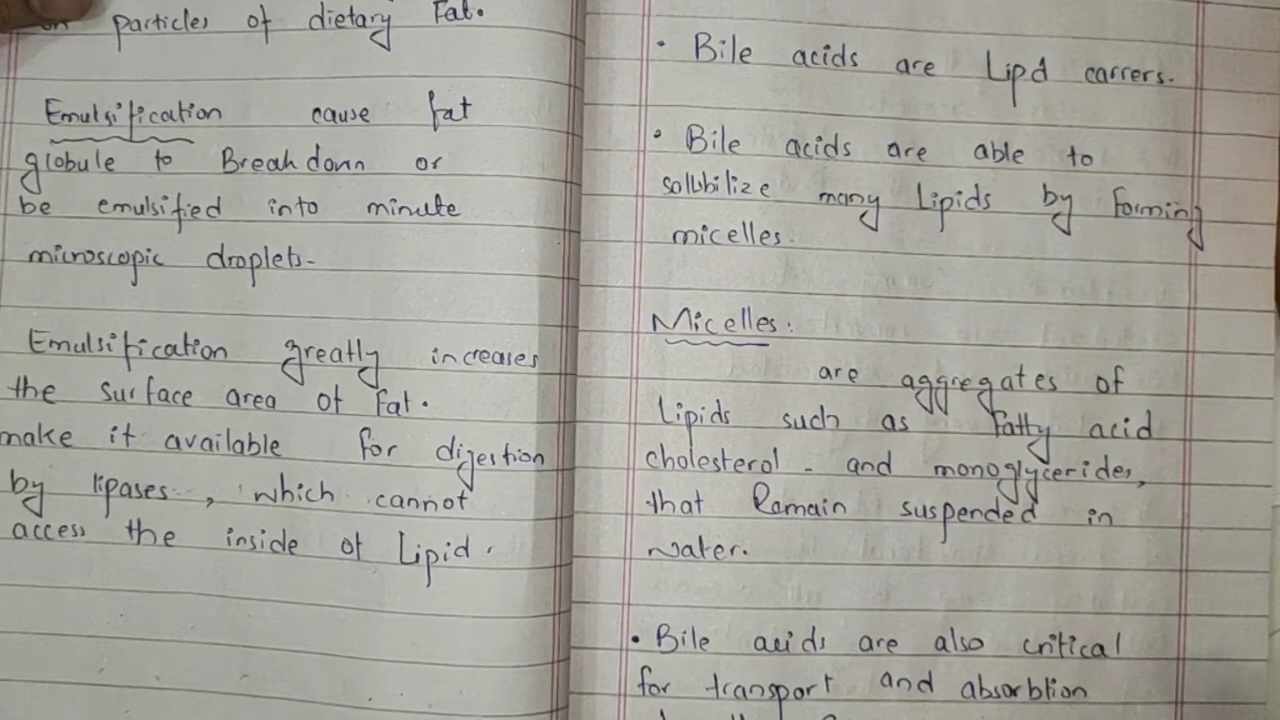 on particles of dietary Fat.
Emulsification cause fat
globule to Breakdown or
be emulsified into minute
microscopic droplets.
Emulsification greatly increases
the surface area of Fat.
make it available for digestion
by lipases, which cannot
access the inside of Lipid.
• Bile acids are Lipd carrers.
• Bile acids are able to
sollbilize many Lipids by Forming
micelles.
Micelles.
are aggregates of
Lipids such as Fatty acid
cholesterol - and monoglycerides,
that Remain suspended in
water.
• Bile acids are also critical
for transport and absorbtion